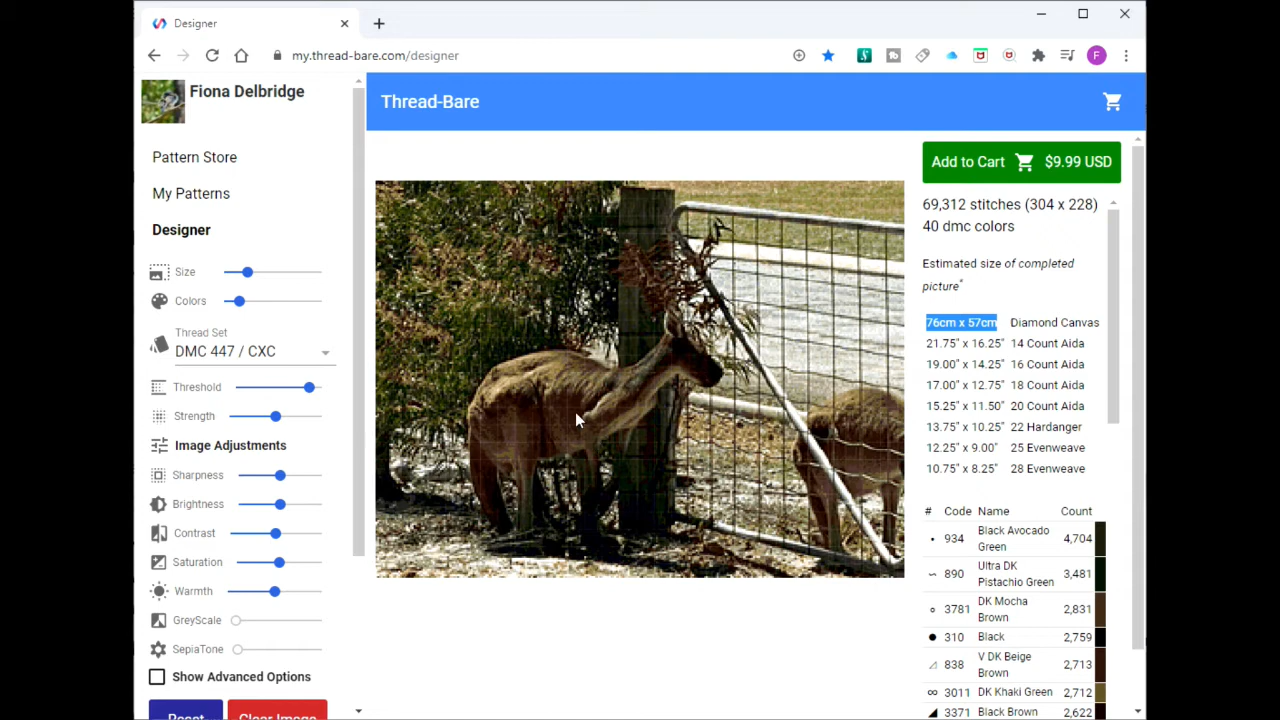 Designer
my.thread-bare.com/designer
F
Fiona Delbridge
Thread-Bare
Pattern Store
My Patterns
Designer
Size
Colors
Thread Set
DMC 447 / CXC
Threshold
Strength
Image Adjustments
Sharpness
Brightness
Contrast
Saturation
Warmth
GreyScale
SepiaTone
Show Advanced Options
Reset
Clear Image
Add to Cart $9.99 USD
69,312 stitches (304 x 228)
40 dmc colors
Estimated size of completed
picture*
76cm x 57cm Diamond Canvas
21.75" x 16.25" 14 Count Aida
19.00" x 14.25" 16 Count Aida
17.00" x 12.75" 18 Count Aida
15.25" x 11.50" 20 Count Aida
13.75" x 10.25" 22 Hardanger
12.25" x 9.00" 25 Evenweave
10.75" x 8.25" 28 Evenweave
# Code Name Count
934 Black Avocado Green 4,704
890 Ultra DK Pistachio Green 3,481
3781 DK Mocha Brown 2,831
310 Black 2,759
838 V DK Beige Brown 2,713
3011 DK Khaki Green 2,712
3371 Black Brown 2,622